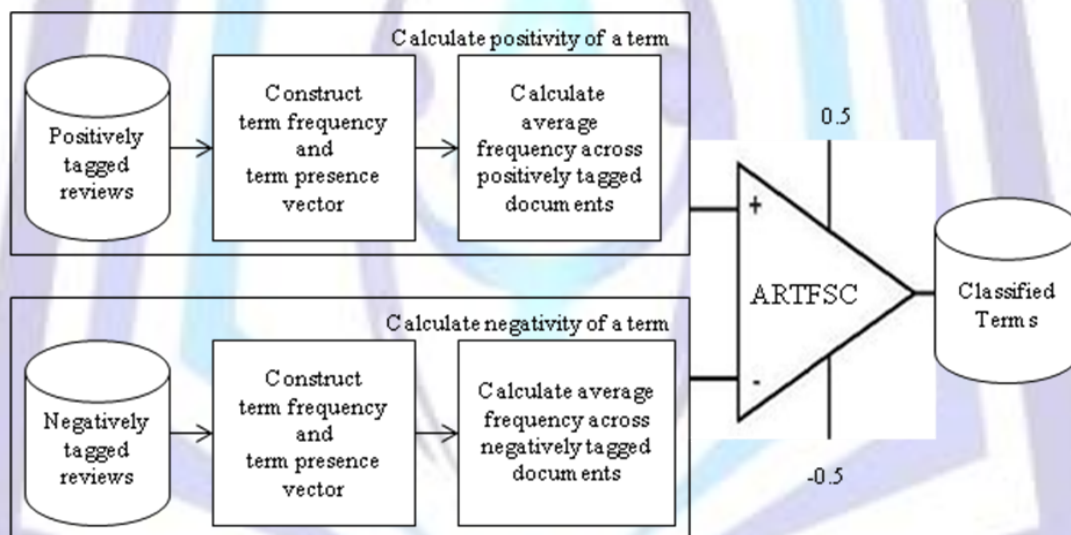 Calculate positivity of a term
Positively
tagged
reviews
Construct
term frequency
and
term presence
vector
Calculate
average
frequency across
positively tagged
documents
0.5
+
ARTFSC
-
-0.5
Classified
Terms
Calculate negativity of a term
Negatively
tagged
reviews
Construct
term frequency
and
term presence
vector
Calculate average
frequency across
negatively tagged
documents